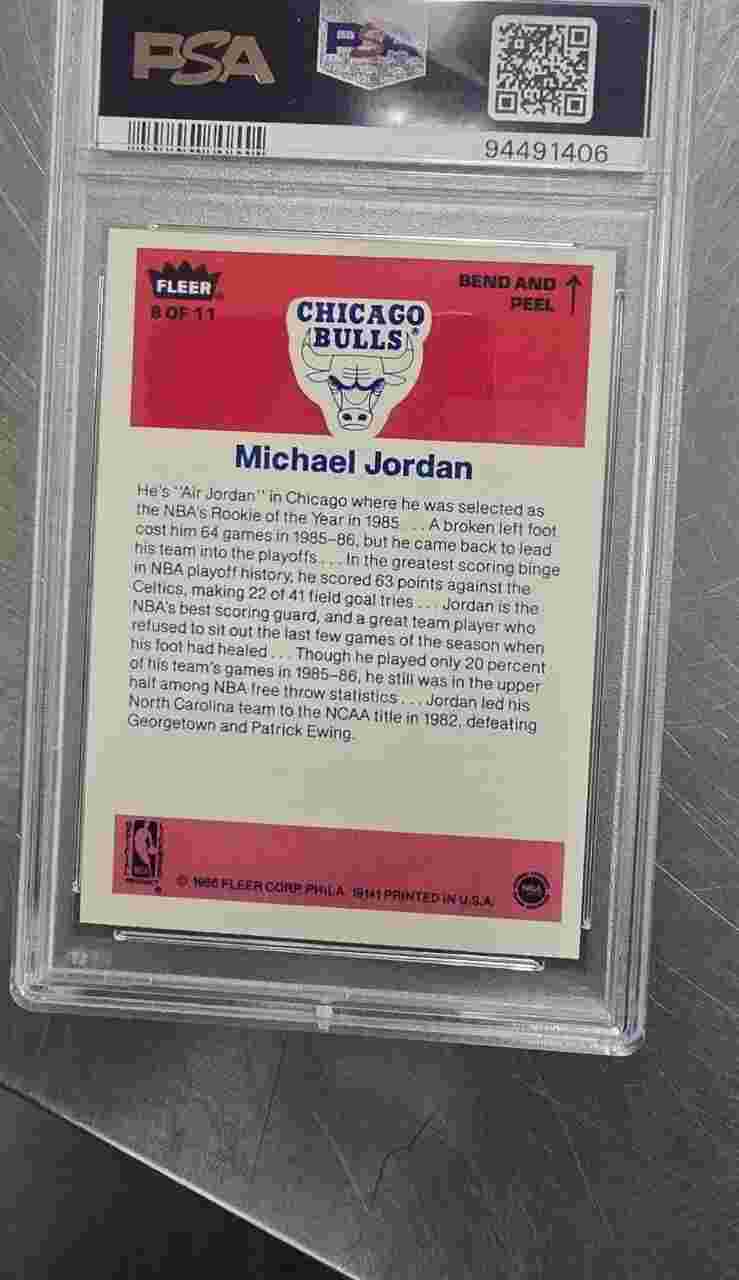 PSA
PSA
94491406
FLEER
8 OF 11
BEND AND
PEEL
CHICAGO
BULLS
Michael Jordan
He's "Air Jordan" in Chicago where he was selected as
the NBA's Rookie of the Year in 1985 . . . A broken left foot
cost him 64 games in 1985–86, but he came back to lead
his team into the playoffs . . . In the greatest scoring binge
in NBA playoff history, he scored 63 points against the
Celtics, making 22 of 41 field goal tries . . . Jordan is the
NBA's best scoring guard, and a great team player who
refused to sit out the last few games of the season when
his foot had healed . . . Though he played only 20 percent
of his team's games in 1985–86, he still was in the upper
half among NBA free throw statistics . . . Jordan led his
North Carolina team to the NCAA title in 1982, defeating
Georgetown and Patrick Ewing.
© 1986 FLEER CORP. PHILA. 19141 PRINTED IN U.S.A.